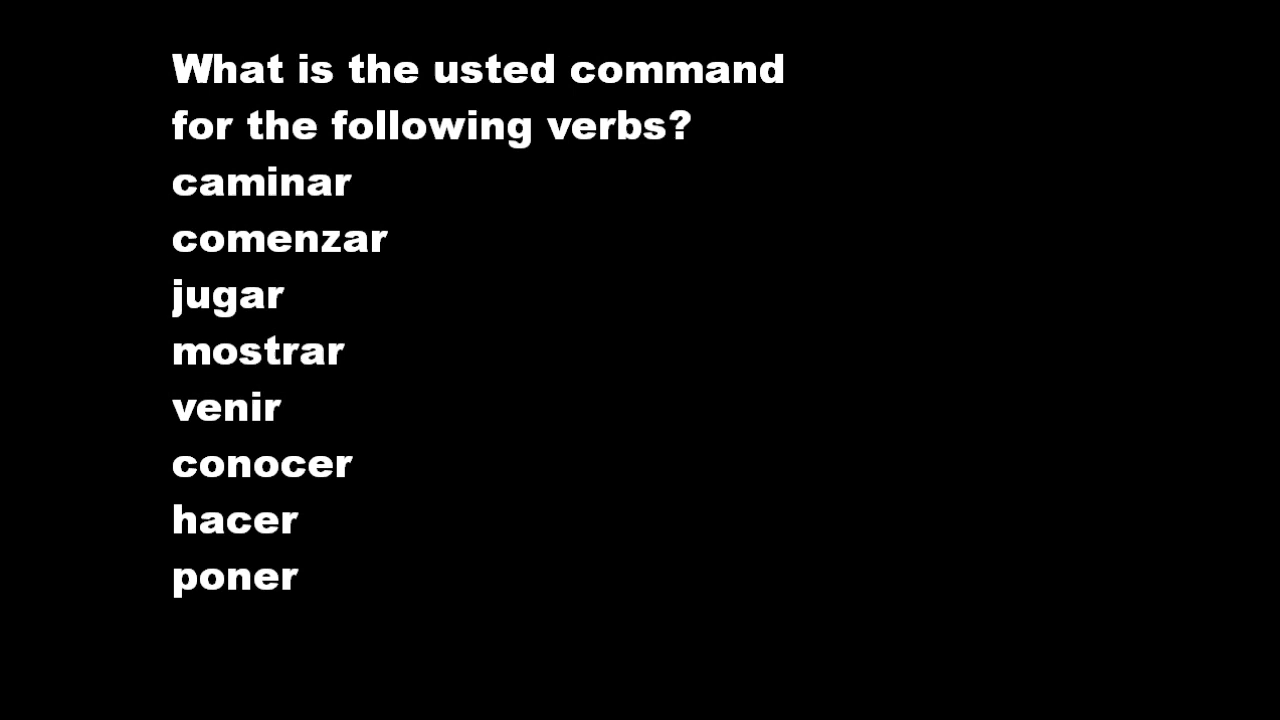 What is the usted command
for the following verbs?
caminar
comenzar
jugar
mostrar
venir
conocer
hacer
poner